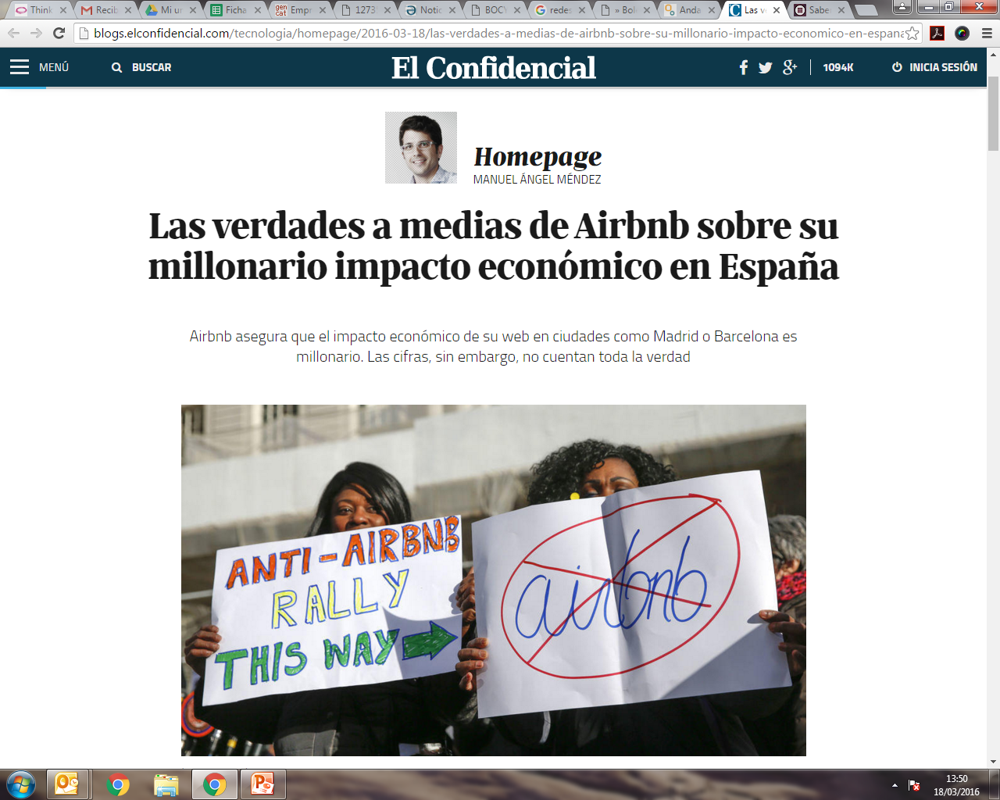 Think
Recib
Mi un
Ficha
gen cat Empr
1273
Notic
BOCY
redes
» Bol
Anda
Las v
Sabe
blogs.elconfidencial.com/tecnologia/homepage/2016-03-18/las-verdades-a-medias-de-airbnb-sobre-su-millonario-impacto-economico-en-espana
MENÚ
BUSCAR
El Confidencial
1094K
INICIA SESIÓN
Homepage
MANUEL ÁNGEL MÉNDEZ
Las verdades a medias de Airbnb sobre su
millonario impacto económico en España
Airbnb asegura que el impacto económico de su web en ciudades como Madrid o Barcelona es
millonario. Las cifras, sin embargo, no cuentan toda la verdad
ANTI-AIRBNB
RALLY
THIS WAY
airbnb
13:50
18/03/2016